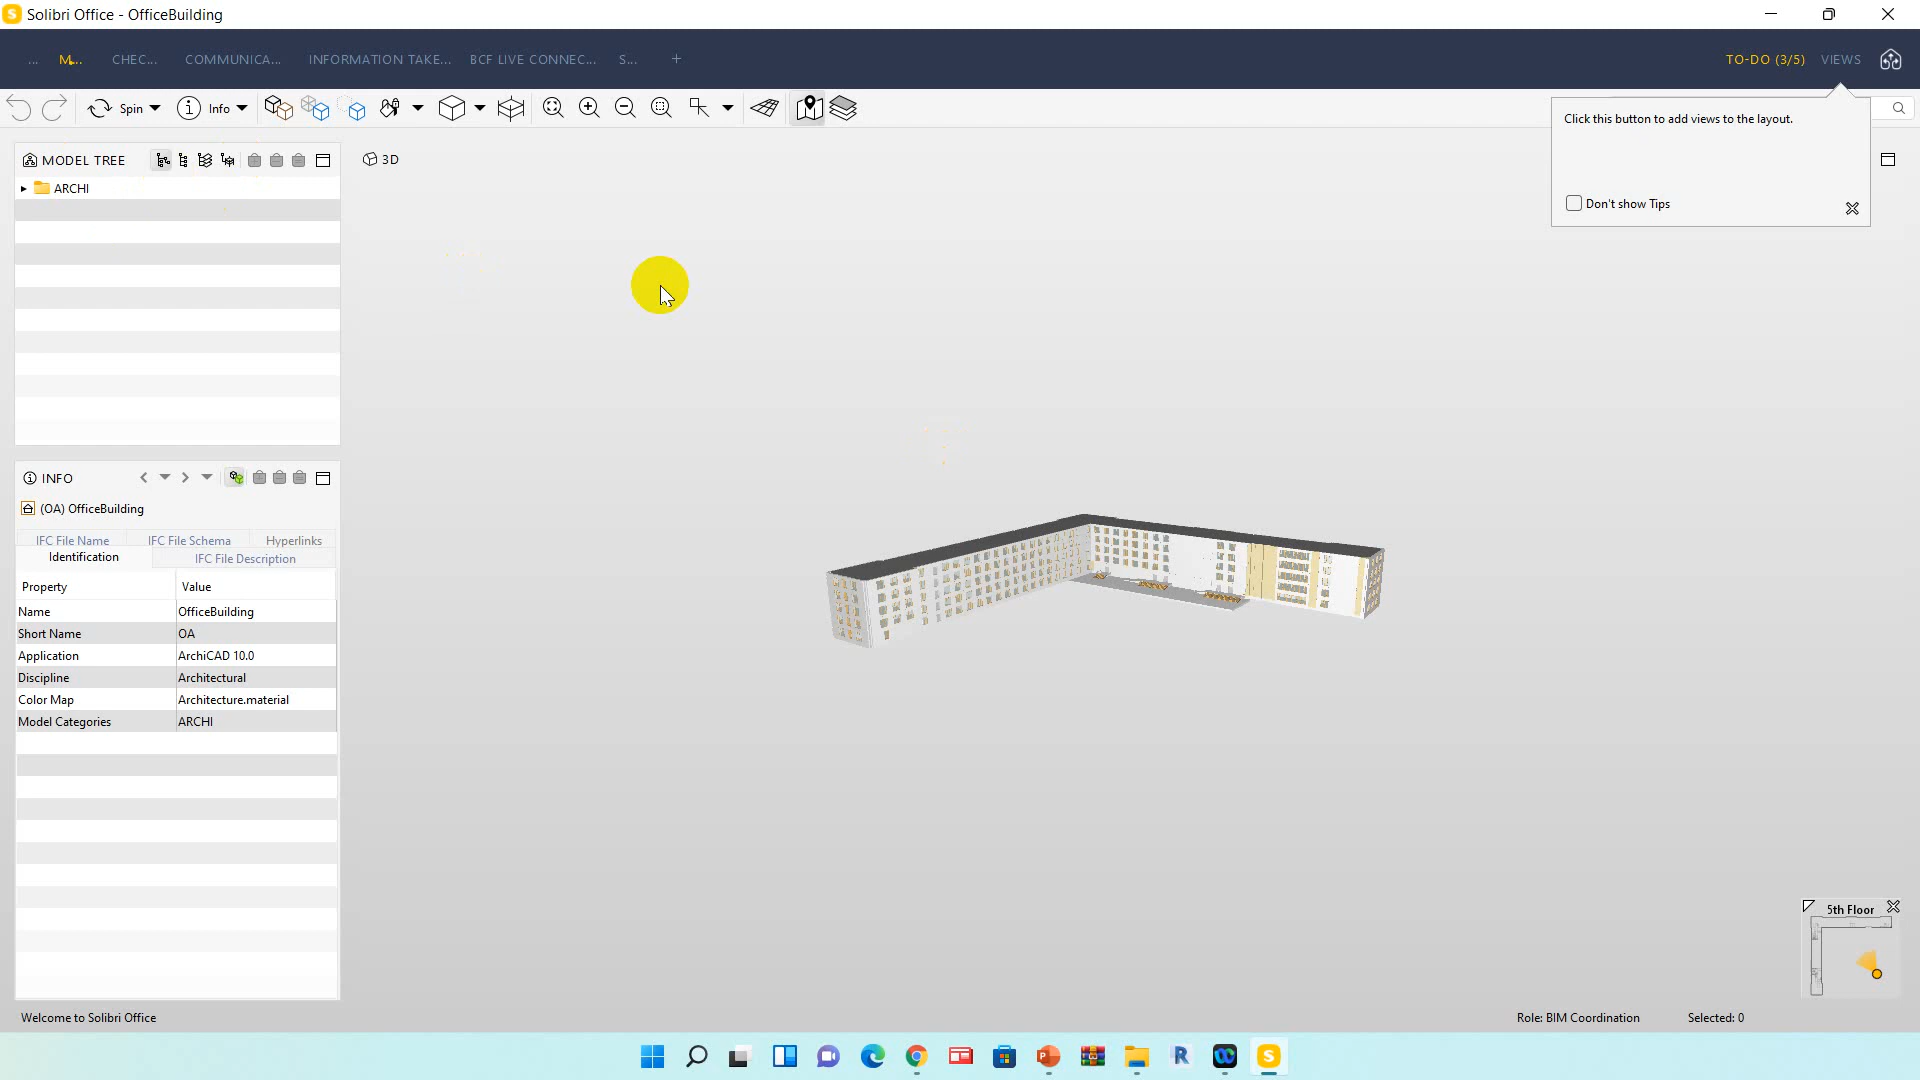 Solibri Office - OfficeBuilding
... M... CHEC... COMMUNICA... INFORMATION TAKE... BCF LIVE CONNEC... S... + TO-DO (3/5) VIEWS
Spin Info
Click this button to add views to the layout.
Don't show Tips
MODEL TREE
ARCHI
3D
INFO
(OA) OfficeBuilding
IFC File Name IFC File Schema Hyperlinks
Identification IFC File Description
Property Value
Name OfficeBuilding
Short Name OA
Application ArchiCAD 10.0
Discipline Architectural
Color Map Architecture.material
Model Categories ARCHI
5th Floor
Welcome to Solibri Office
Role: BIM Coordination Selected: 0